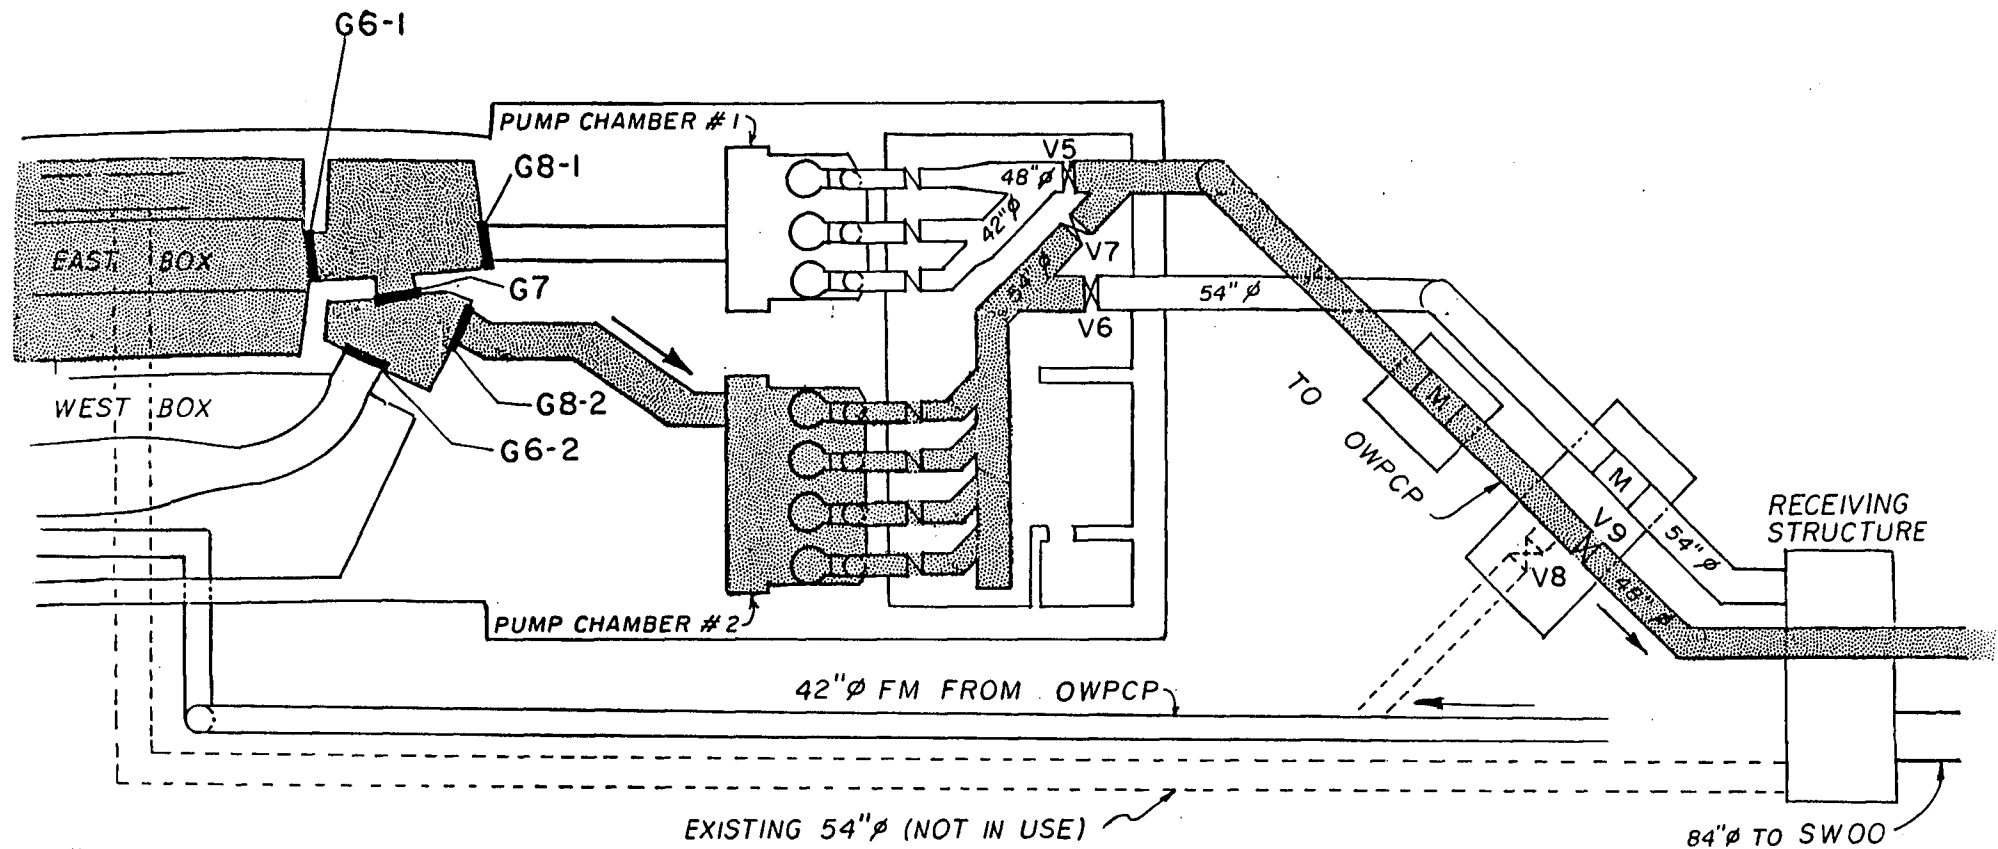 G6-1
PUMP CHAMBER # 1
G8-1
V5
48"Ø
42"Ø
V7
EAST BOX
G7
54"Ø
54"Ø
V6
WEST BOX
G8-2
G6-2
TO OWPCP
M
M
V9
54"Ø
RECEIVING
STRUCTURE
V8
48"Ø
PUMP CHAMBER # 2
42"Ø FM FROM OWPCP
EXISTING 54"Ø (NOT IN USE)
84"Ø TO SWOO